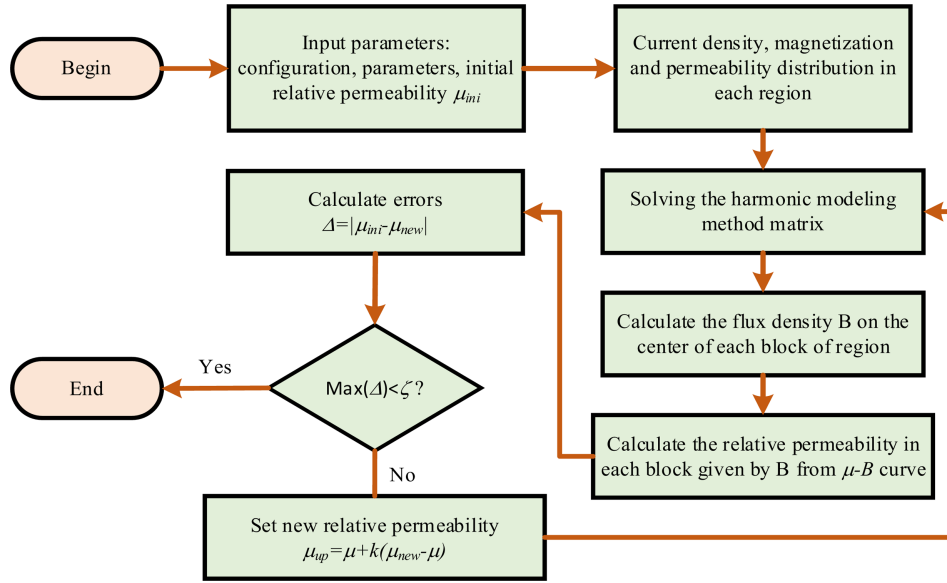 Begin
Input parameters:
configuration, parameters, initial
relative permeability μini
Current density, magnetization
and permeability distribution in
each region
Solving the harmonic modeling
method matrix
Calculate the flux density B on the
center of each block of region
Calculate the relative permeability in
each block given by B from μ-B curve
Calculate errors
Δ=|μini-μnew|
Max(Δ)<ζ?
Yes
End
No
Set new relative permeability
μup=μ+k(μnew-μ)